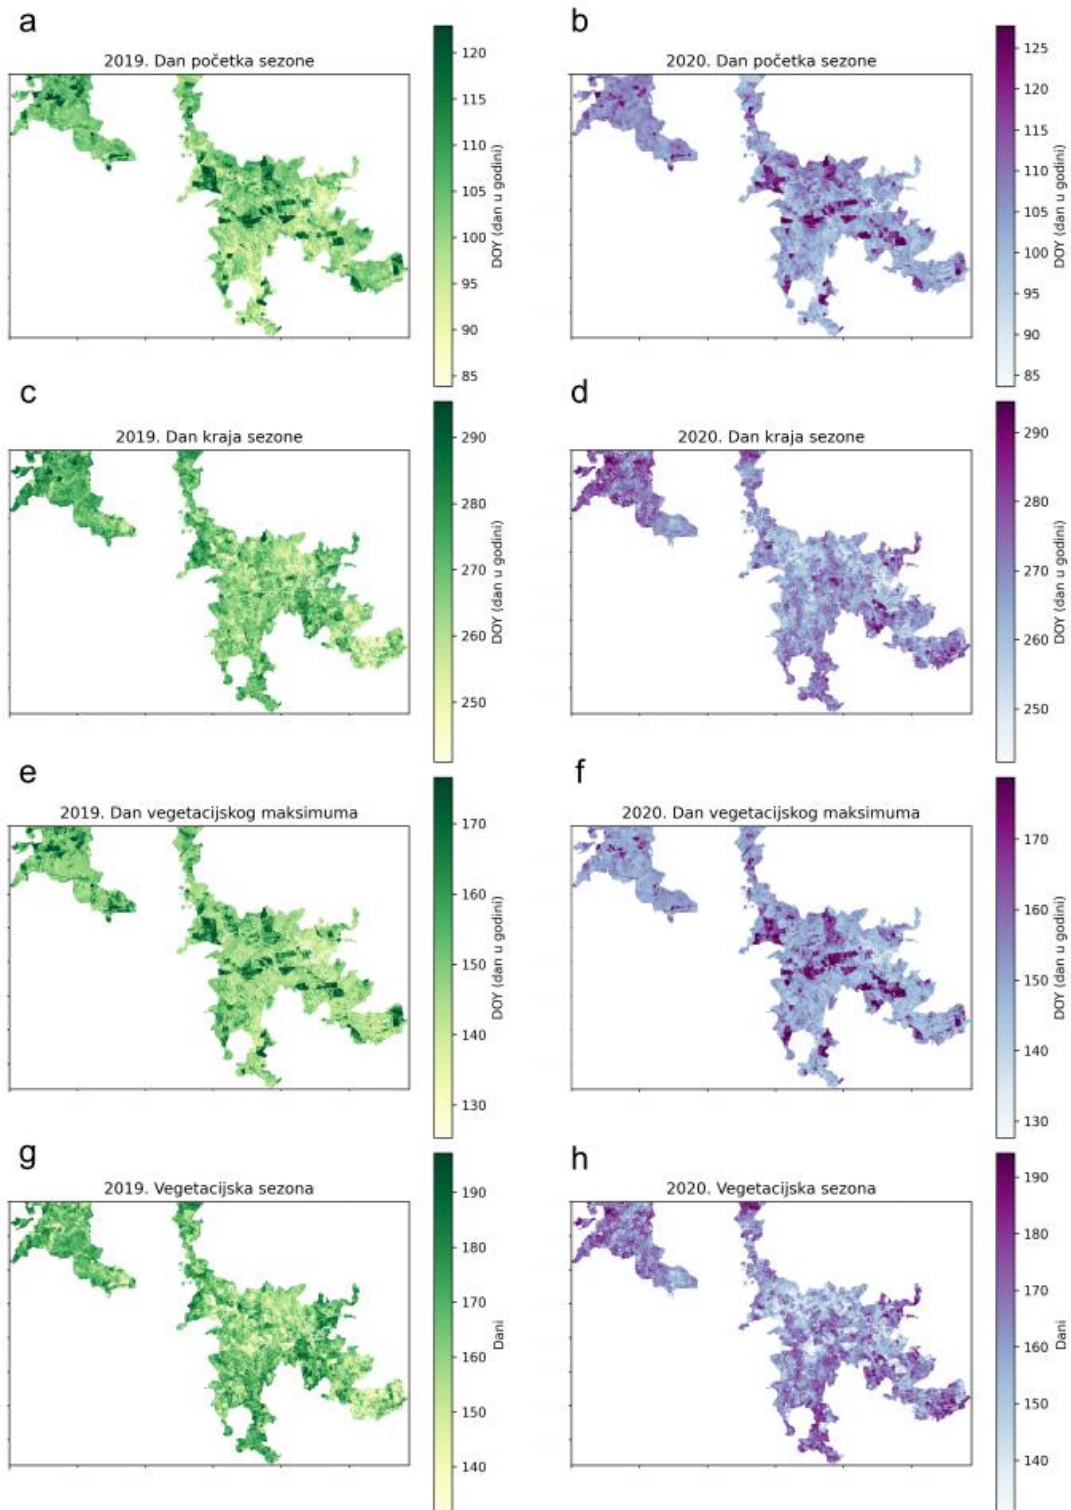 a
2019. Dan početka sezone
120
115
110
105
100
95
90
85
DOY (dan u godini)
b
2020. Dan početka sezone
125
120
115
110
105
100
95
90
85
DOY (dan u godini)
c
2019. Dan kraja sezone
290
280
270
260
250
DOY (dan u godini)
d
2020. Dan kraja sezone
290
280
270
260
250
DOY (dan u godini)
e
2019. Dan vegetacijskog maksimuma
170
160
150
140
130
DOY (dan u godini)
f
2020. Dan vegetacijskog maksimuma
170
160
150
140
130
DOY (dan u godini)
g
2019. Vegetacijska sezona
190
180
170
160
150
140
Dani
h
2020. Vegetacijska sezona
190
180
170
160
150
140
Dani